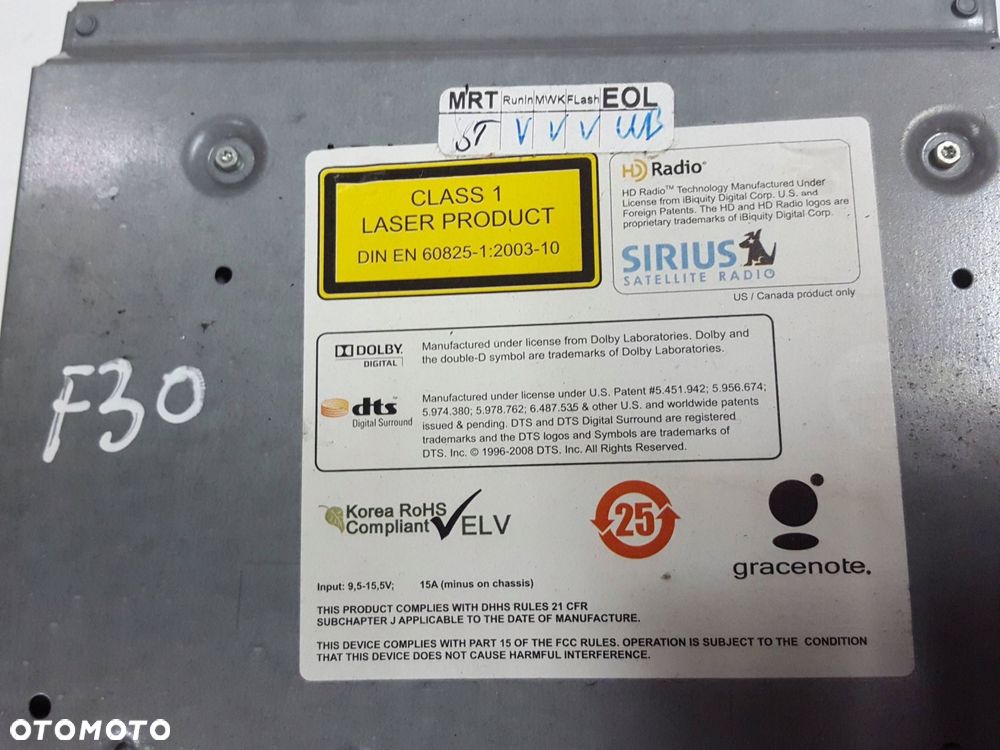 MRT RunIn MWK FLash EOL
ST V V V UB
CLASS 1
LASER PRODUCT
DIN EN 60825-1:2003-10
HD Radio®
HD Radio™ Technology Manufactured Under
License from iBiquity Digital Corp. U.S. and
Foreign Patents. The HD and HD Radio logos are
proprietary trademarks of iBiquity Digital Corp.
SIRIUS
SATELLITE RADIO
US / Canada product only
F30
DOLBY
DIGITAL
Manufactured under license from Dolby Laboratories. Dolby and
the double-D symbol are trademarks of Dolby Laboratories.
dts™
Digital Surround
Manufactured under license under U.S. Patent #5.451.942; 5.956.674;
5.974.380; 5.978.762; 6.487.535 & other U.S. and worldwide patents
issued & pending. DTS and DTS Digital Surround are registered
trademarks and the DTS logos and Symbols are trademarks of
DTS. Inc. © 1996-2008 DTS. Inc. All Rights Reserved.
Korea RoHS
Compliant
ELV
25
gracenote.
Input: 9,5-15,5V; 15A (minus on chassis)
THIS PRODUCT COMPLIES WITH DHHS RULES 21 CFR
SUBCHAPTER J APPLICABLE TO THE DATE OF MANUFACTURE.
THIS DEVICE COMPLIES WITH PART 15 OF THE FCC RULES. OPERATION IS SUBJECT TO THE CONDITION
THAT THIS DEVICE DOES NOT CAUSE HARMFUL INTERFERENCE.
OTOMOTO